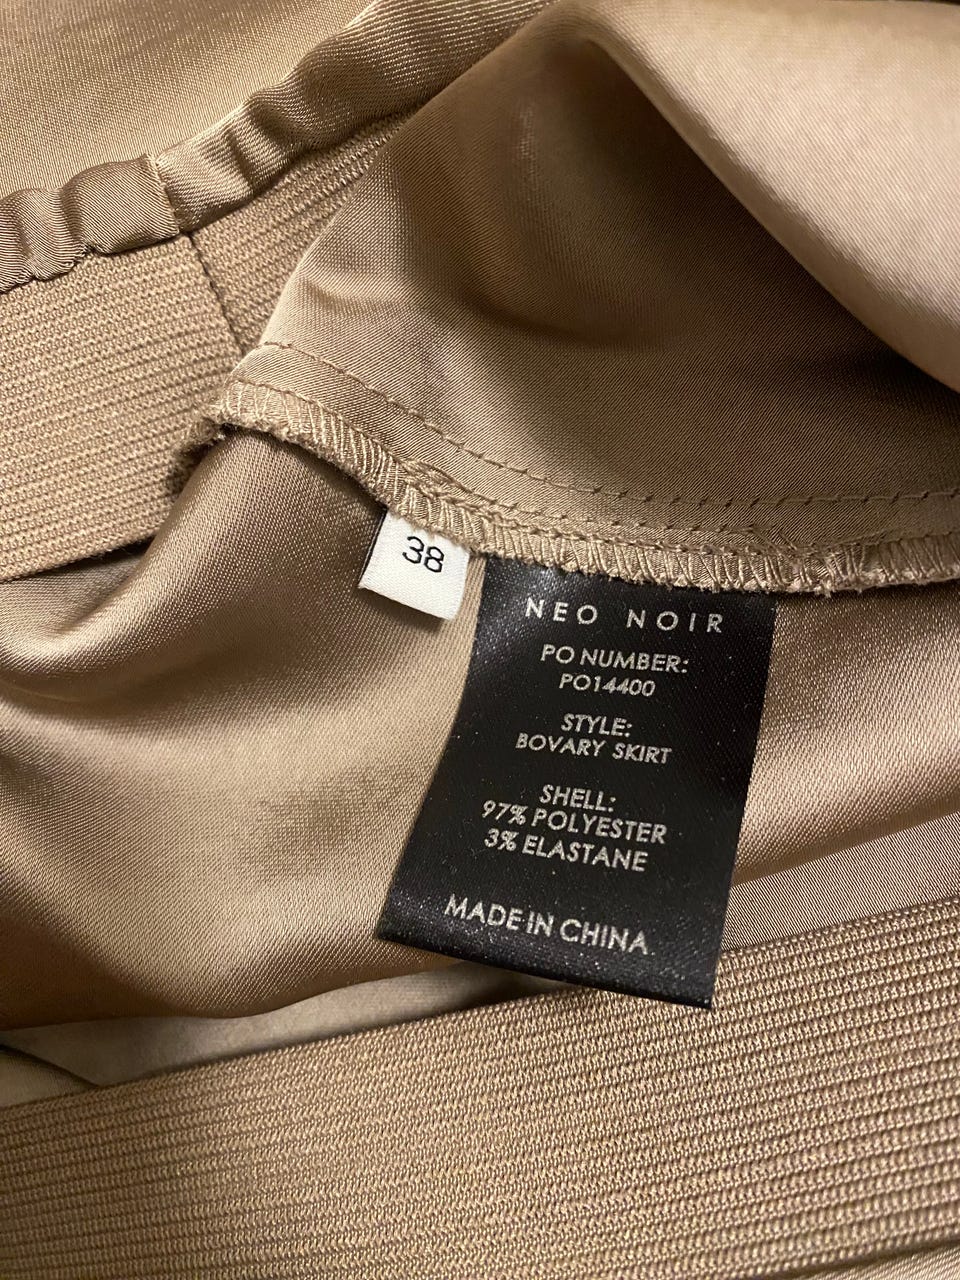 38
NEO NOIR
PO NUMBER:
PO14400
STYLE:
BOVARY SKIRT
SHELL:
97% POLYESTER
3% ELASTANE
MADE IN CHINA